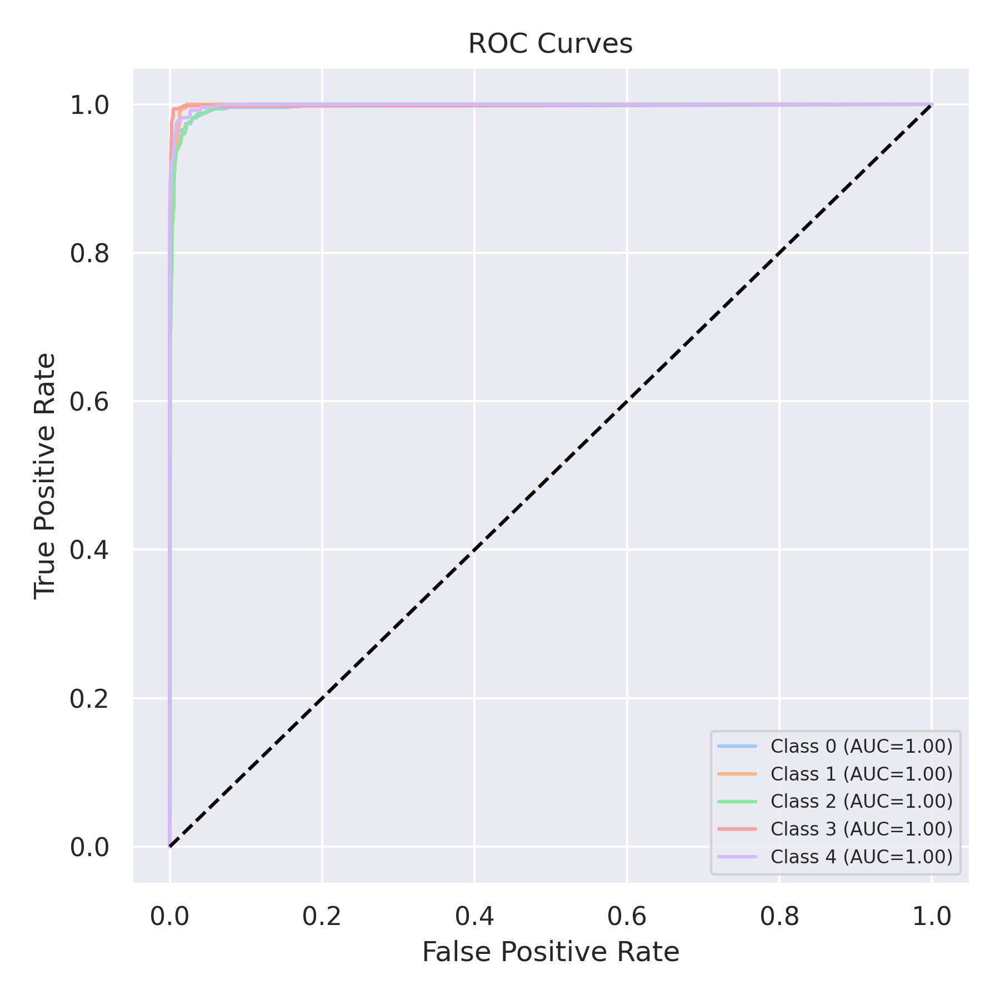 ROC Curves
True Positive Rate
1.0
0.8
0.6
0.4
0.2
0.0
0.0 0.2 0.4 0.6 0.8 1.0
False Positive Rate
Class 0 (AUC=1.00)
Class 1 (AUC=1.00)
Class 2 (AUC=1.00)
Class 3 (AUC=1.00)
Class 4 (AUC=1.00)